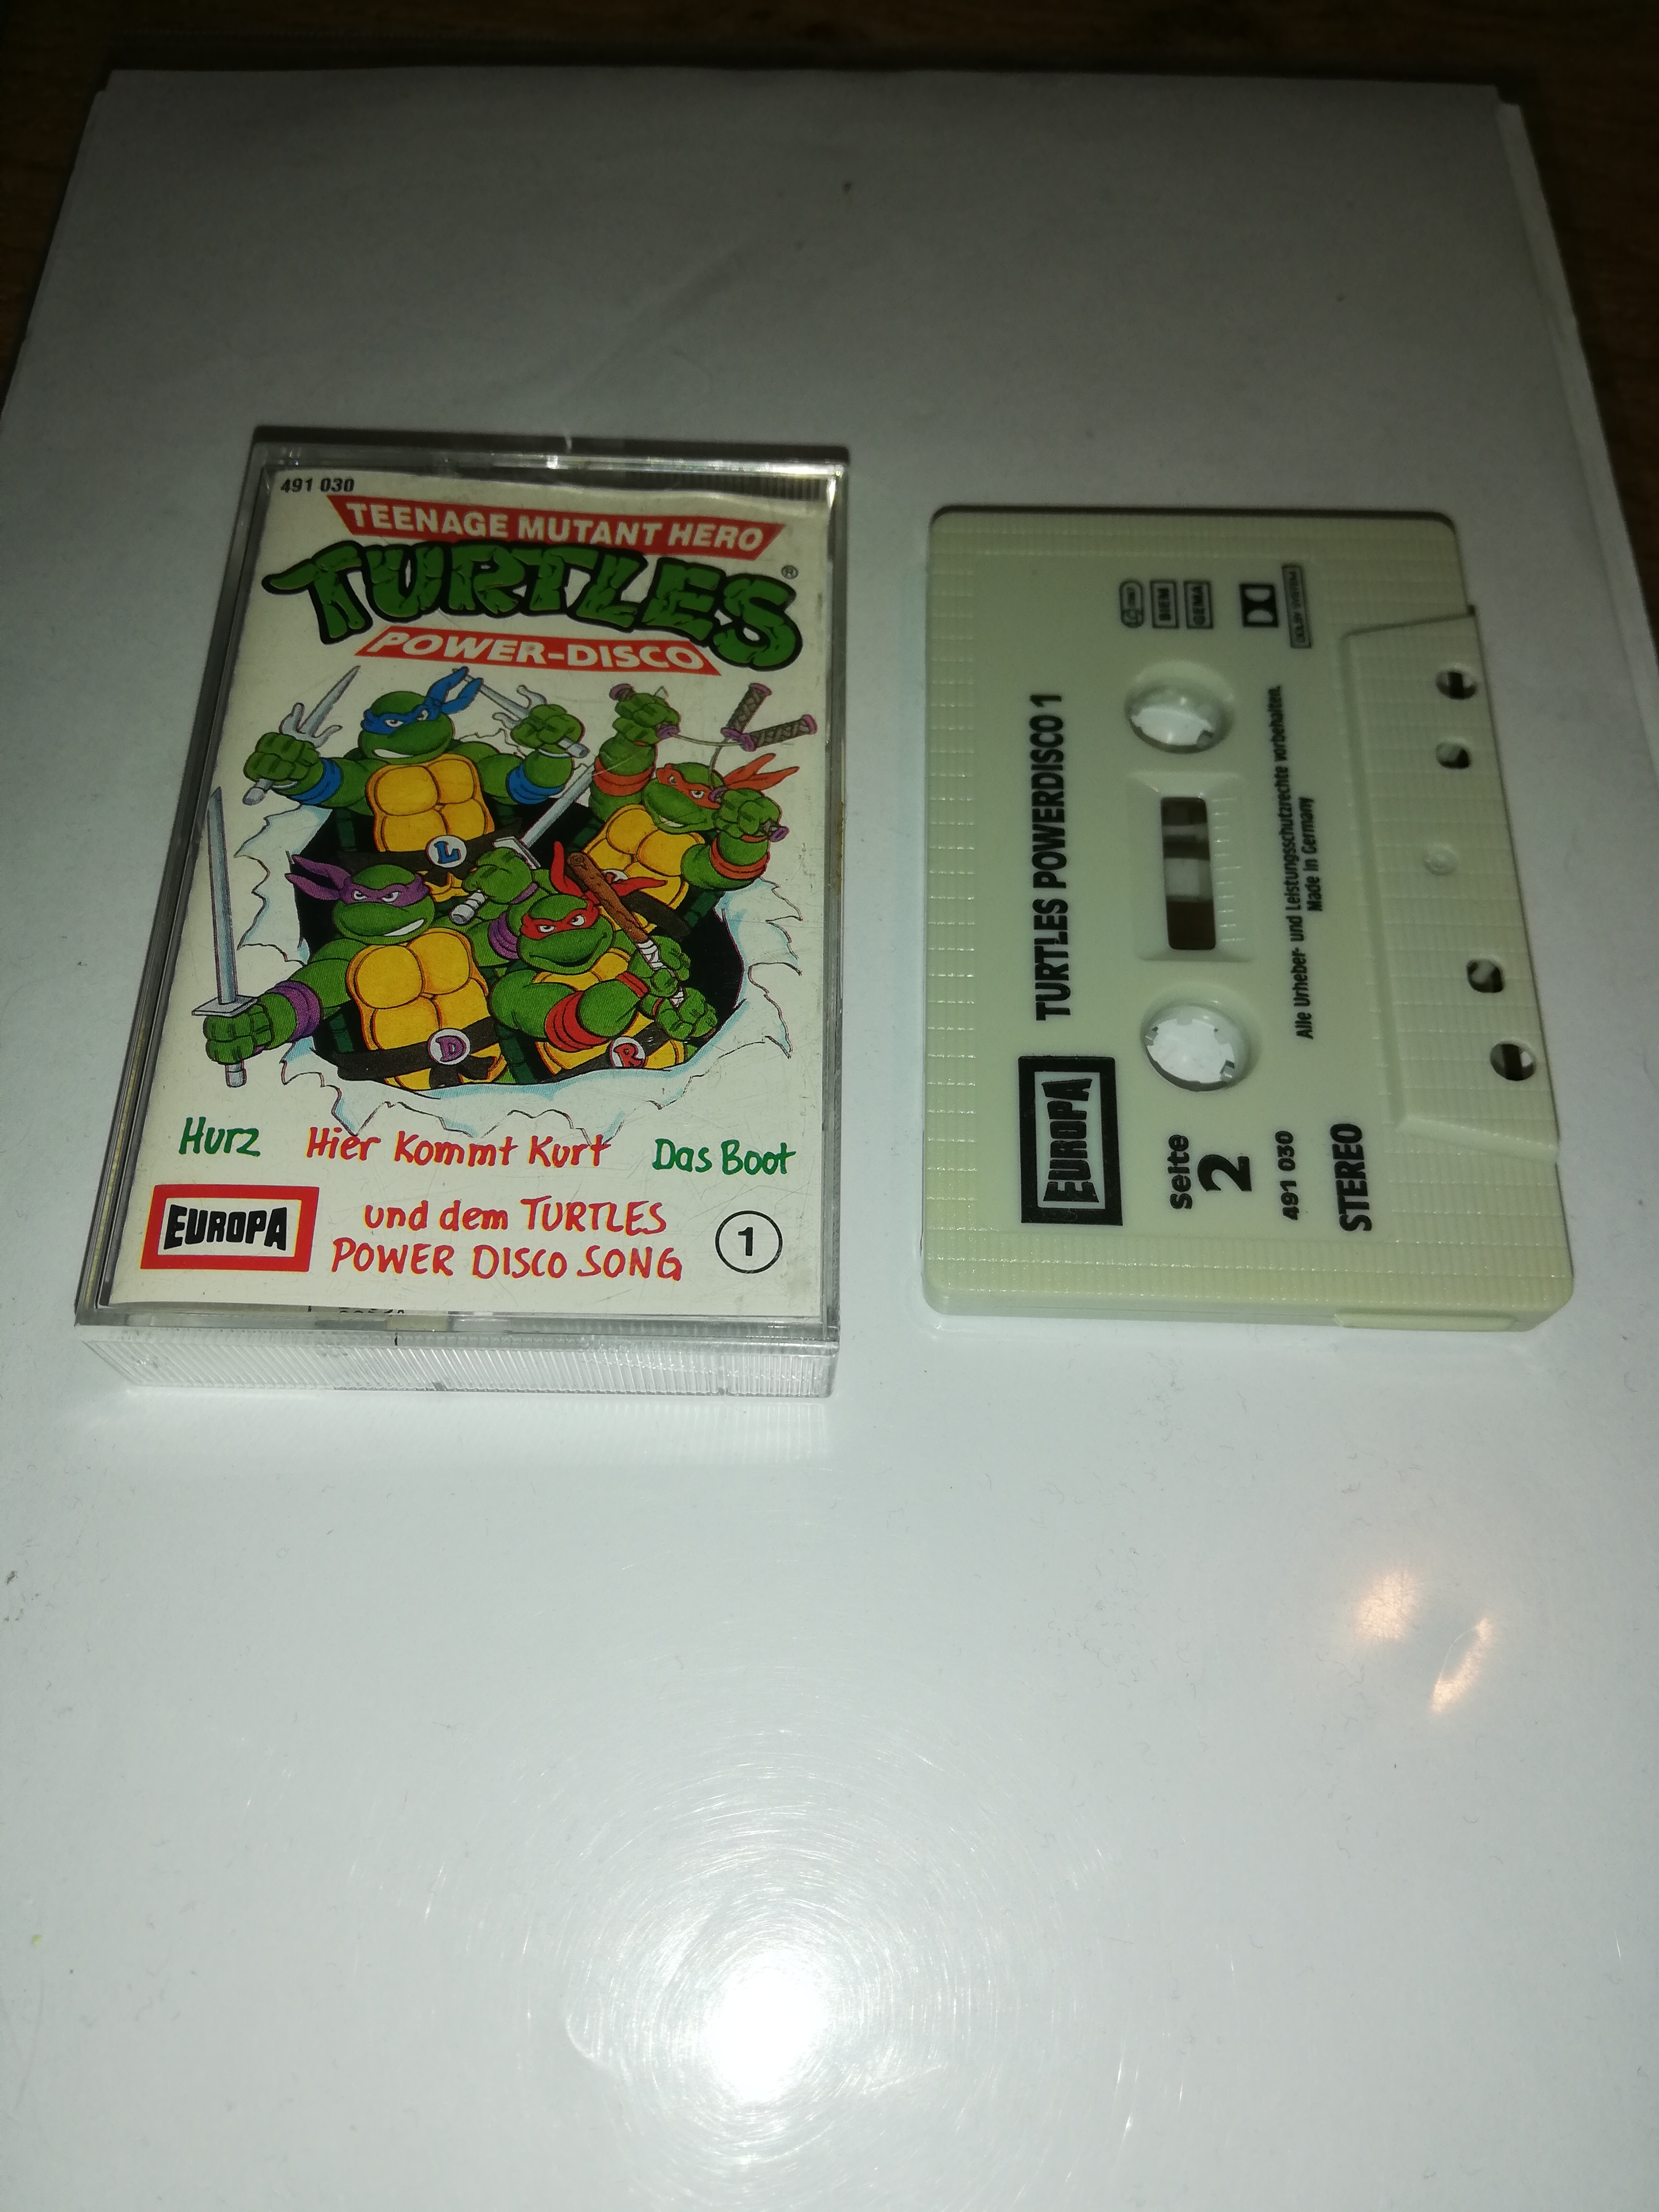 491 030
TEENAGE MUTANT HERO
TURTLES®
POWER-DISCO
L
D
R
Hurz Hier Kommt Kurt Das Boot
EUROPA
und dem TURTLES
POWER DISCO SONG
1
EUROPA
TURTLES POWERDISCO 1
Seite
2
491 030
STEREO
BIEM
GEMA
DOLBY SYSTEM
Alle Urheber- und Leistungsschutzrechte vorbehalten.
Made in Germany